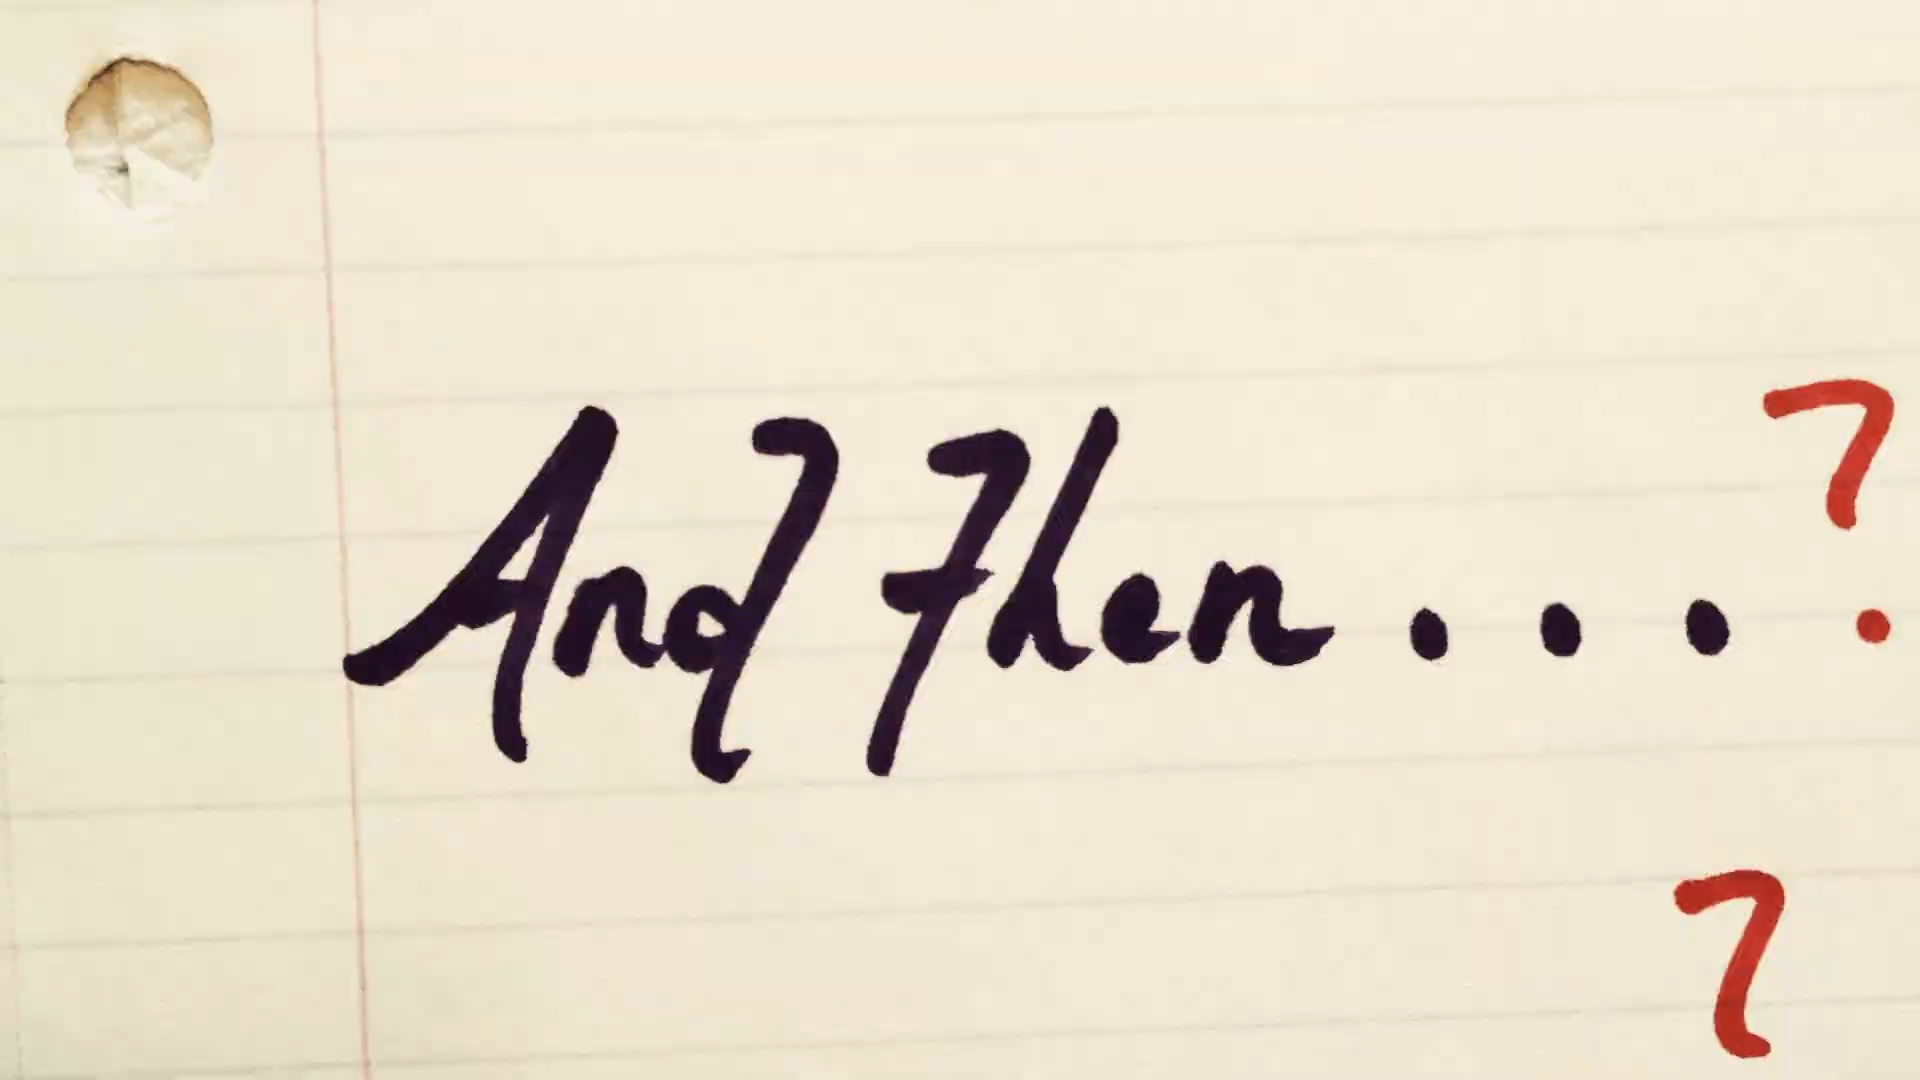 And Then . . . ?
?